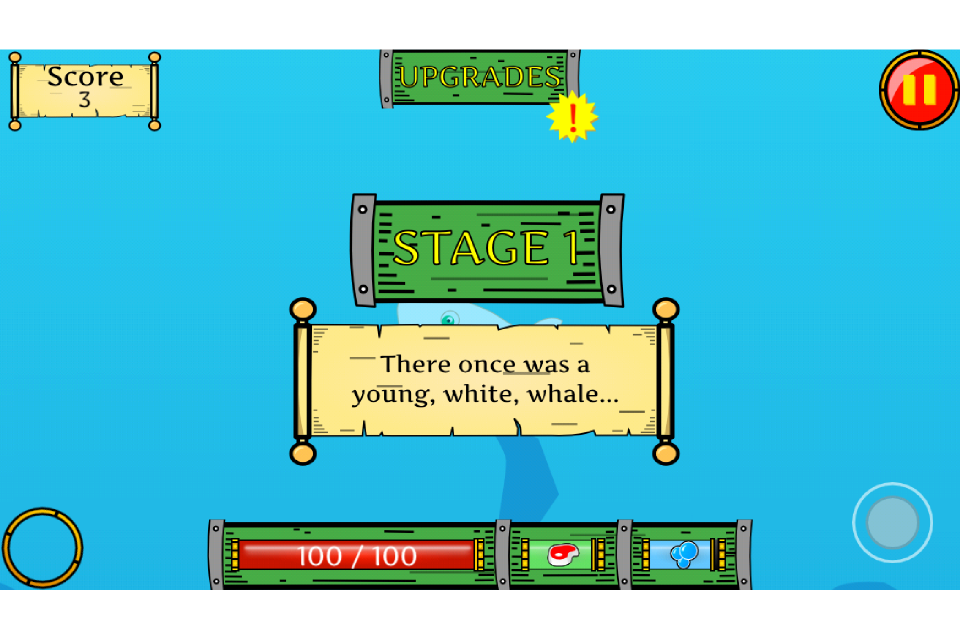 Score
3
UPGRADES
!
STAGE 1
There once was a
young, white, whale...
100 / 100